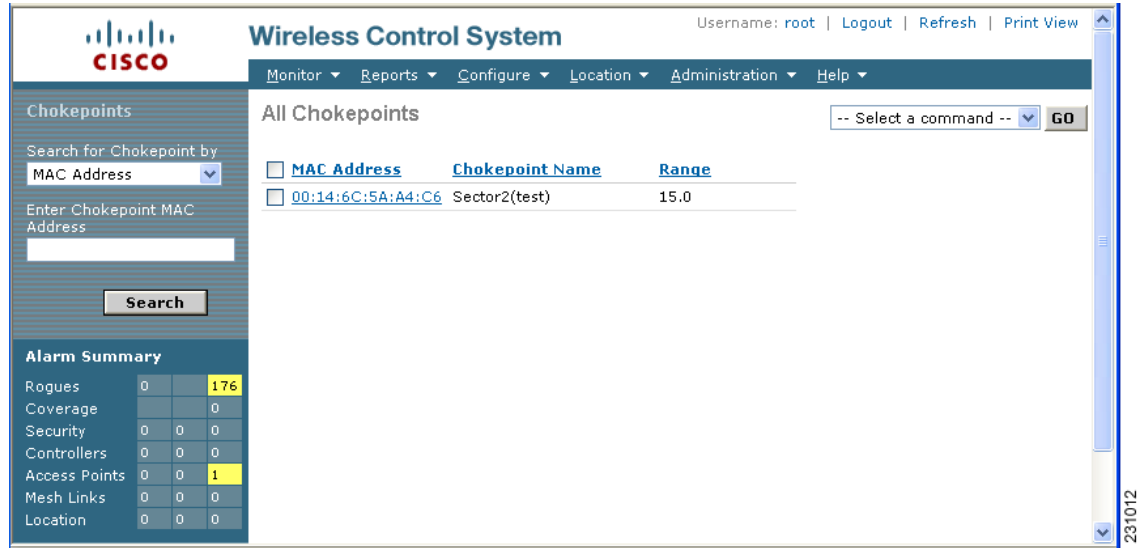 CISCO
Wireless Control System
Username: root | Logout | Refresh | Print View
Monitor Reports Configure Location Administration Help
Chokepoints
Search for Chokepoint by
MAC Address
Enter Chokepoint MAC
Address
Search
Alarm Summary
Rogues 0 176
Coverage 0
Security 0 0 0
Controllers 0 0 0
Access Points 0 0 1
Mesh Links 0 0 0
Location 0 0 0
All Chokepoints
-- Select a command -- GO
MAC Address Chokepoint Name Range
00:14:6C:5A:A4:C6 Sector2(test) 15.0
231012